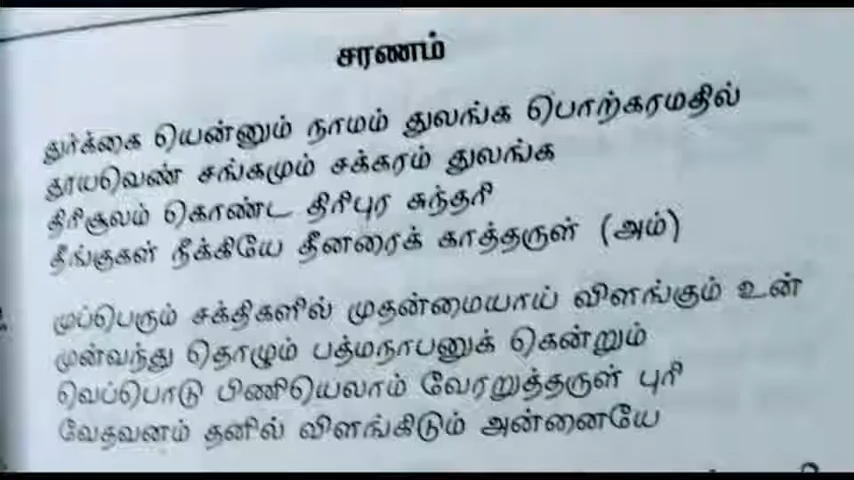 சரணம்
துர்க்கை யென்னும் நாமம் துலங்க பொற்கரமதில்
தூயவெண் சங்கமும் சக்கரம் துலங்க
திரிசூலம் கொண்ட திரிபுர சுந்தரி
தீங்குகள் நீக்கியே தீனரைக் காத்தருள் (அம்)
முப்பெரும் சக்திகளில் முதன்மையாய் விளங்கும் உன்
முன்வந்து தொழும் பத்மநாபனுக் கென்றும்
வெப்பொடு பிணியெலாம் வேரறுத்தருள் புரி
வேதவனம் தனில் விளங்கிடும் அன்னையே